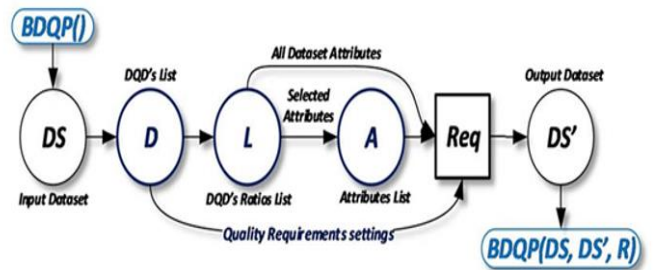 BDQP()
DQD's List
All Dataset Attributes
Selected
Attributes
Output Dataset
DS
D
L
A
Req
DS'
Input Dataset
DQD's Ratios List
Attributes List
Quality Requirements settings
BDQP(DS, DS', R)